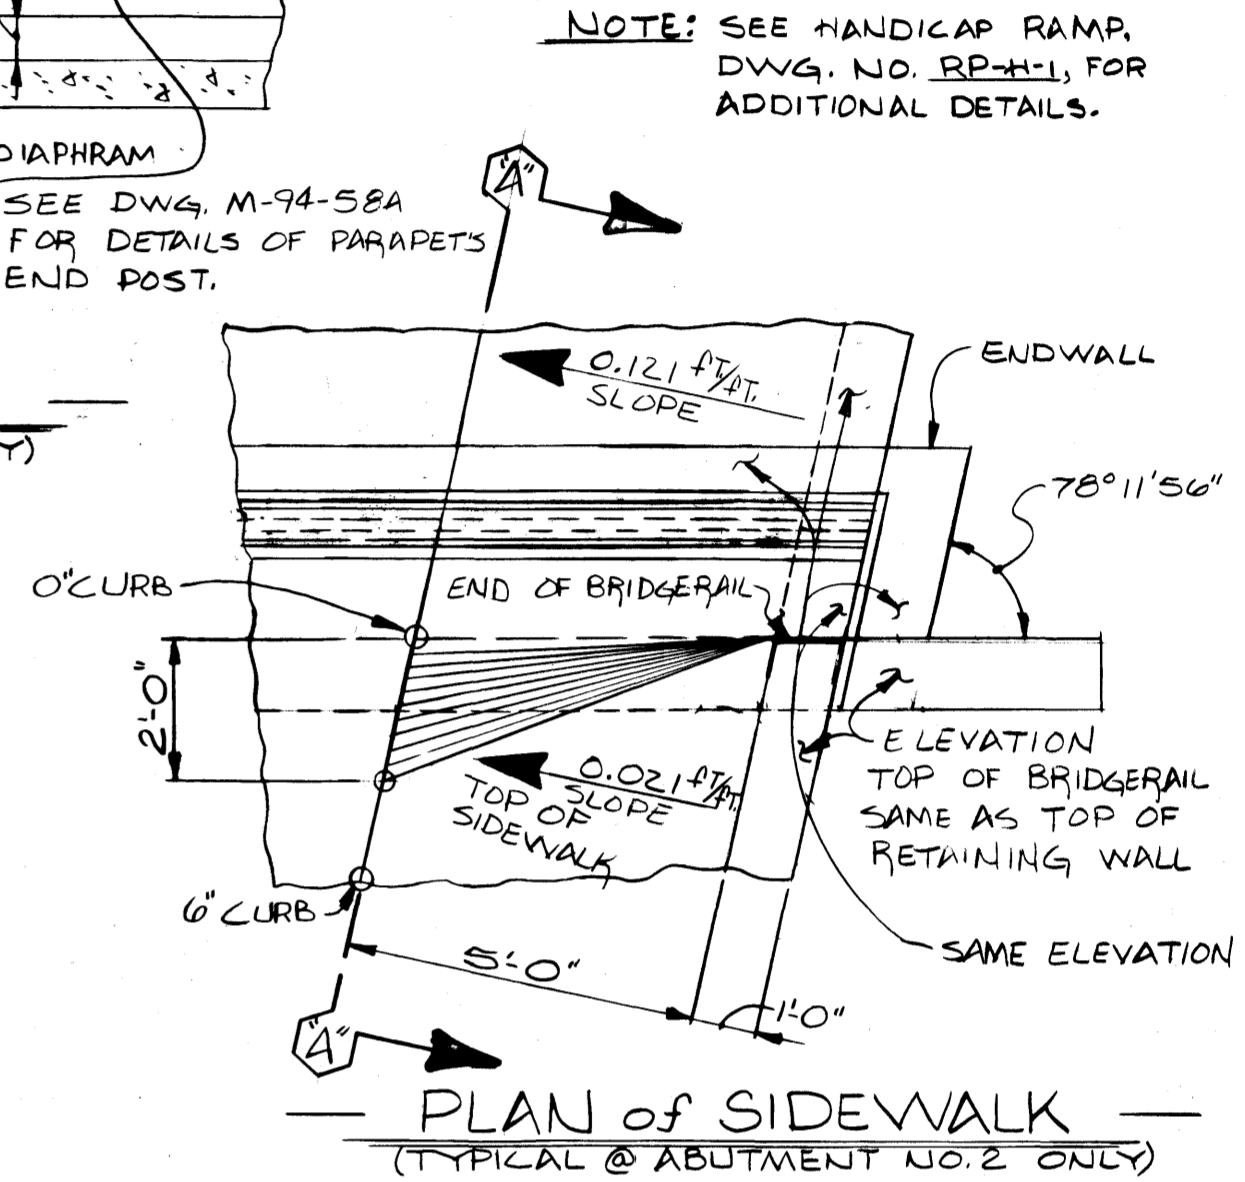 NOTE: SEE HANDICAP RAMP,
DWG. NO. RP-H-1, FOR
ADDITIONAL DETAILS.
DIAPHRAM
SEE DWG. M-94-58A
FOR DETAILS OF PARAPET'S
END POST.
"A"
Y)
0.121 FT/FT.
SLOPE
ENDWALL
78°11'56"
0" CURB
END OF BRIDGERAIL
2'-0"
ELEVATION
TOP OF BRIDGERAIL
SAME AS TOP OF
RETAINING WALL
0.021 FT/FT.
SLOPE
TOP OF
SIDEWALK
6" CURB
SAME ELEVATION
5'-0"
1'-0"
"A"
PLAN of SIDEWALK
(TYPICAL @ ABUTMENT NO.2 ONLY)